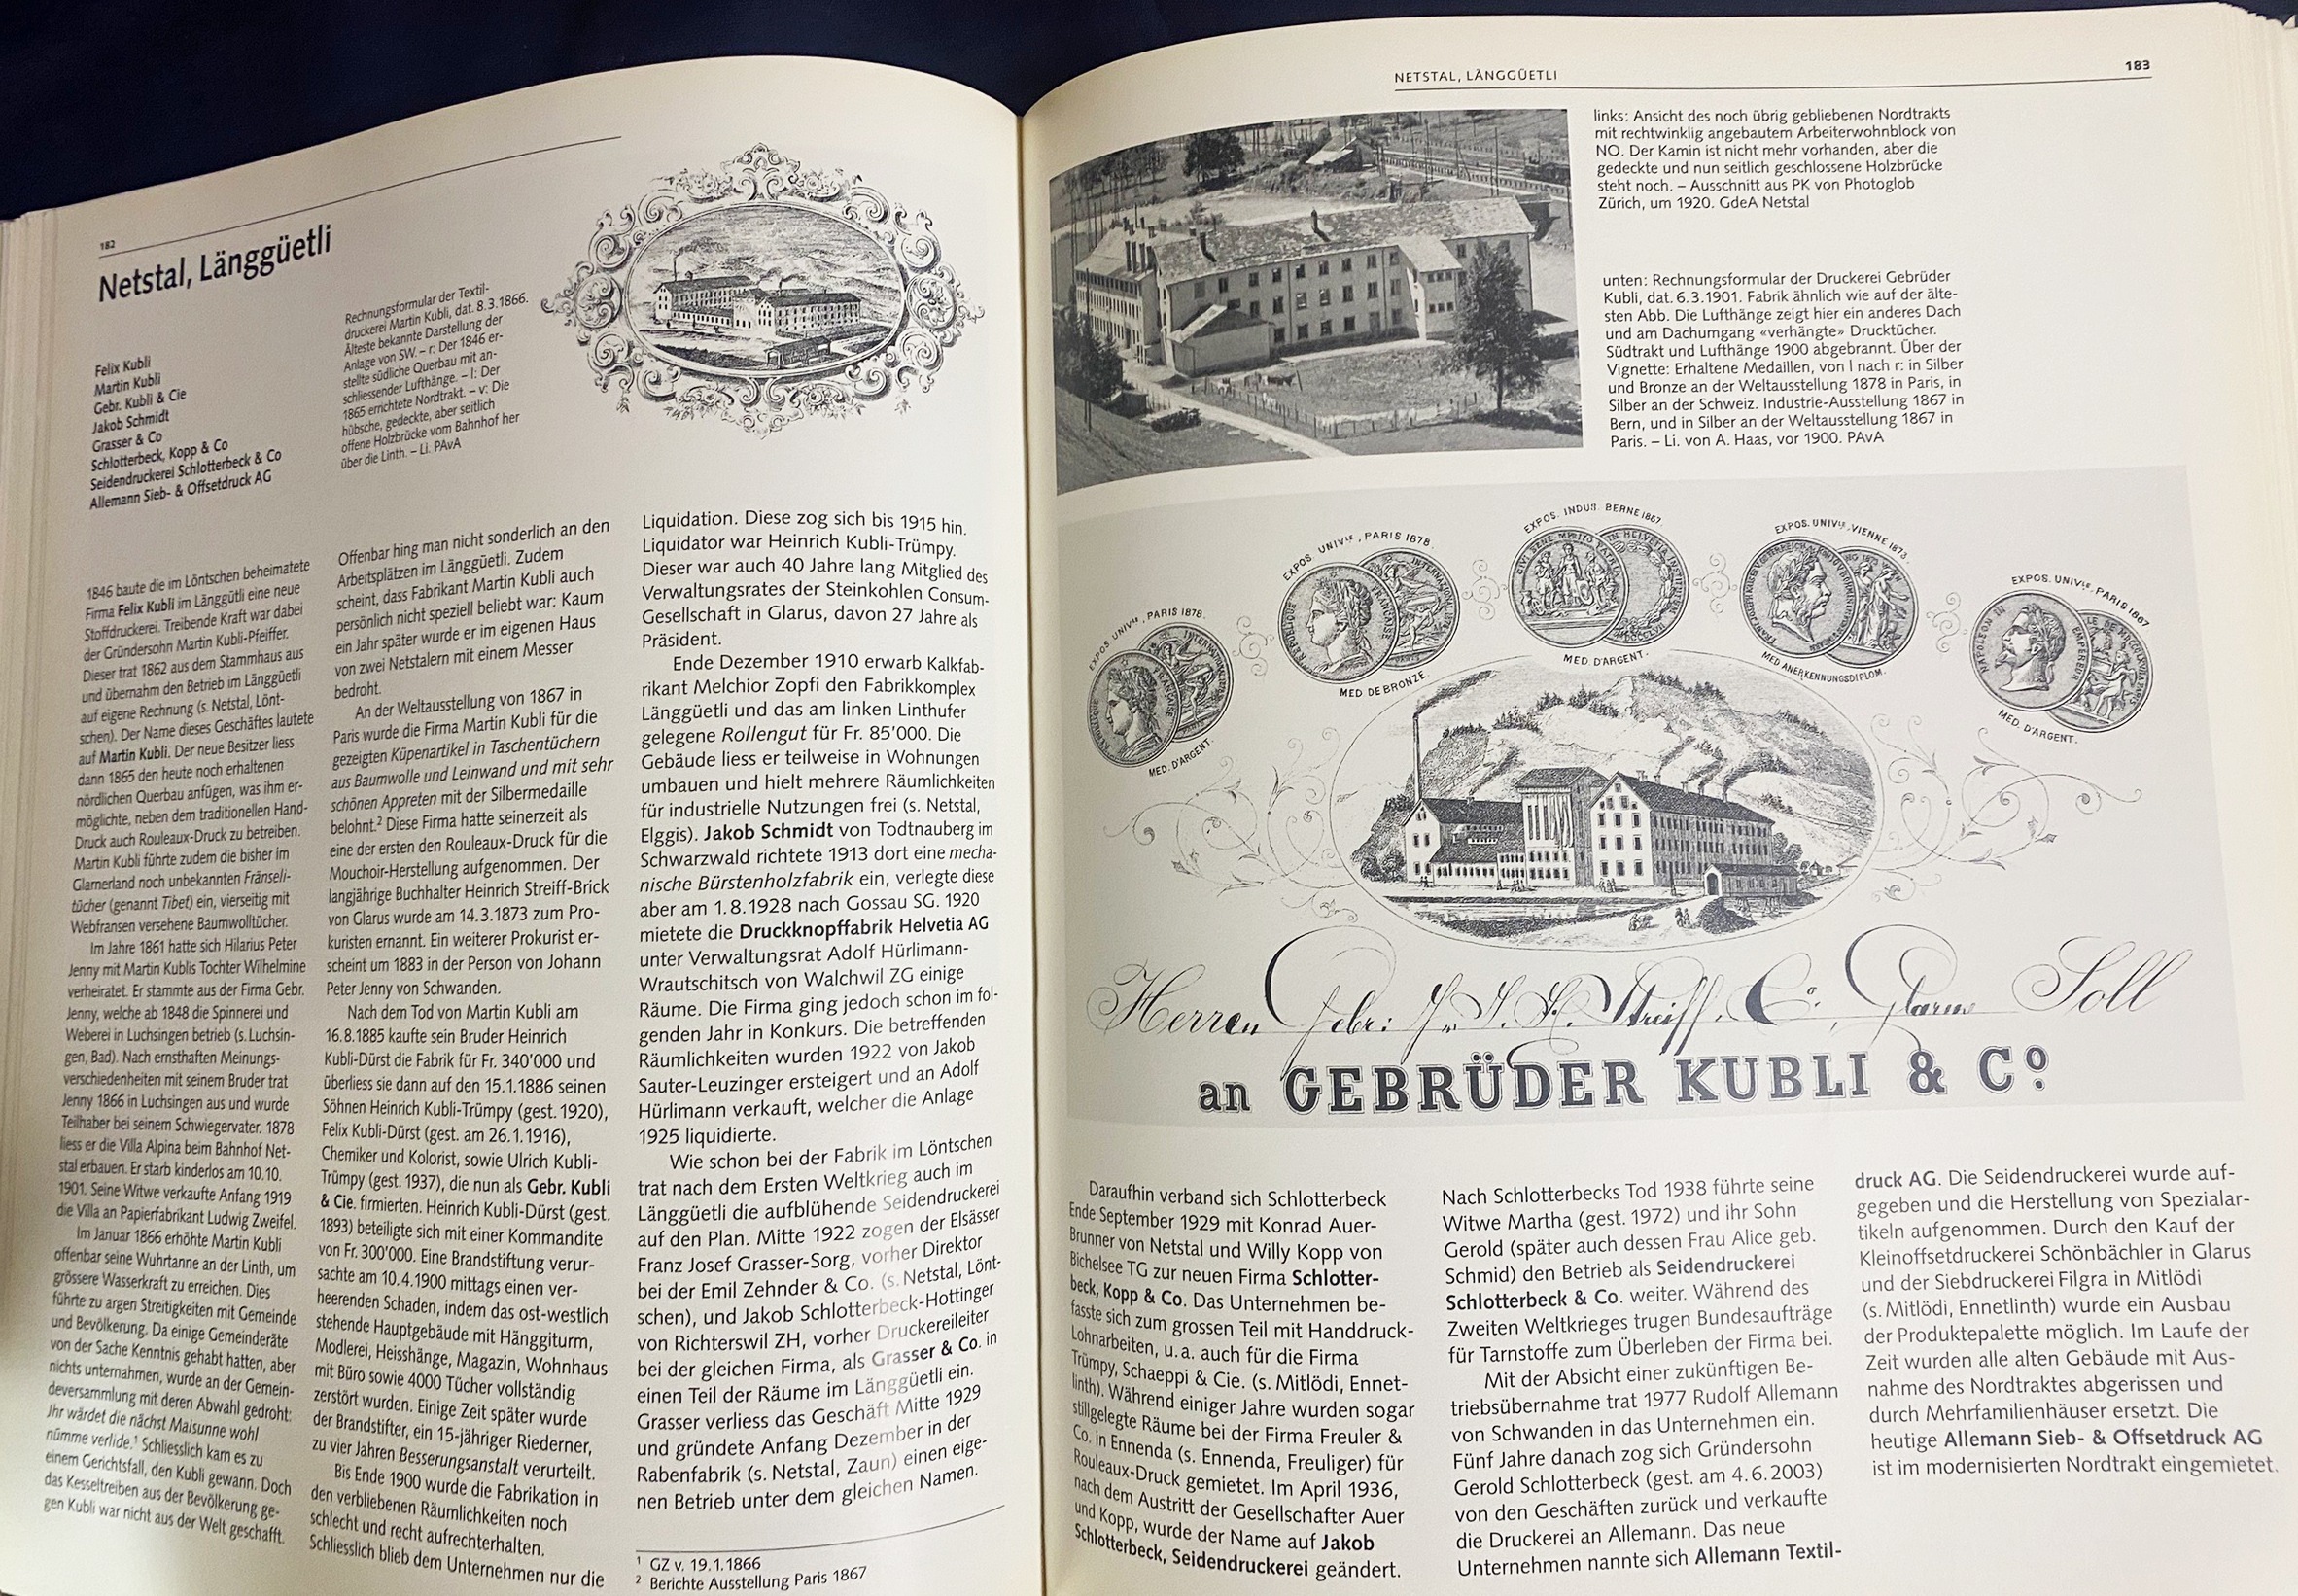 182
Netstal, Länggüetli
Felix Kubli
Martin Kubli
Gebr. Kubli & Cie
Jakob Schmidt
Grasser & Co
Schlotterbeck, Kopp & Co
Seidendruckerei Schlotterbeck & Co
Allemann Sieb- & Offsetdruck AG
Rechnungsformular der Textil-
druckerei Martin Kubli, dat. 8.3.1866.
Älteste bekannte Darstellung der
Anlage von SW. – r: Der 1846 er-
stellte südliche Querbau mit an-
schliessender Lufthänge. – l: Der
1865 errichtete Nordtrakt. – v: Die
hübsche, gedeckte, aber seitlich
offene Holzbrücke vom Bahnhof her
über die Linth. – Li. PAvA
1846 baute die im Löntschen beheimatete
Firma Felix Kubli im Länggütli eine neue
Stoffdruckerei. Treibende Kraft war dabei
der Gründersohn Martin Kubli-Pfeiffer.
Dieser trat 1862 aus dem Stammhaus aus
und übernahm den Betrieb im Länggüetli
auf eigene Rechnung (s. Netstal, Lönt-
schen). Der Name dieses Geschäftes lautete
auf Martin Kubli. Der neue Besitzer liess
dann 1865 den heute noch erhaltenen
nördlichen Querbau anfügen, was ihm er-
möglichte, neben dem traditionellen Hand-
Druck auch Rouleaux-Druck zu betreiben.
Martin Kubli führte zudem die bisher im
Glarnerland noch unbekannten Fränseli-
tücher (genannt Tibet) ein, vierseitig mit
Webfransen versehene Baumwolltücher.
Im Jahre 1861 hatte sich Hilarius Peter
Jenny mit Martin Kublis Tochter Wilhelmine
verheiratet. Er stammte aus der Firma Gebr.
Jenny, welche ab 1848 die Spinnerei und
Weberei in Luchsingen betrieb (s. Luchsin-
gen, Bad). Nach ernsthaften Meinungs-
verschiedenheiten mit seinem Bruder trat
Jenny 1866 in Luchsingen aus und wurde
Teilhaber bei seinem Schwiegervater. 1878
liess er die Villa Alpina beim Bahnhof Net-
stal erbauen. Er starb kinderlos am 10.10.
1901. Seine Witwe verkaufte Anfang 1919
die Villa an Papierfabrikant Ludwig Zweifel.
Im Januar 1866 erhöhte Martin Kubli
offenbar seine Wuhrtanne an der Linth, um
grössere Wasserkraft zu erreichen. Dies
führte zu argen Streitigkeiten mit Gemeinde
und Bevölkerung. Da einige Gemeinderäte
von der Sache Kenntnis gehabt hatten, aber
nichts unternahmen, wurde an der Gemein-
deversammlung mit deren Abwahl gedroht:
Ihr wärdet die nächst Maisunne wohl
nümme verlide.¹ Schliesslich kam es zu
einem Gerichtsfall, den Kubli gewann. Doch
das Kesseltreiben aus der Bevölkerung ge-
gen Kubli war nicht aus der Welt geschafft.
Offenbar hing man nicht sonderlich an den
Arbeitsplätzen im Länggüetli. Zudem
scheint, dass Fabrikant Martin Kubli auch
persönlich nicht speziell beliebt war: Kaum
ein Jahr später wurde er im eigenen Haus
von zwei Netstalern mit einem Messer
bedroht.
An der Weltausstellung von 1867 in
Paris wurde die Firma Martin Kubli für die
gezeigten Küpenartikel in Taschentüchern
aus Baumwolle und Leinwand und mit sehr
schönen Appreten mit der Silbermedaille
belohnt.² Diese Firma hatte seinerzeit als
eine der ersten den Rouleaux-Druck für die
Mouchoir-Herstellung aufgenommen. Der
langjährige Buchhalter Heinrich Streiff-Brick
von Glarus wurde am 14.3.1873 zum Pro-
kuristen ernannt. Ein weiterer Prokurist er-
scheint um 1883 in der Person von Johann
Peter Jenny von Schwanden.
Nach dem Tod von Martin Kubli am
16.8.1885 kaufte sein Bruder Heinrich
Kubli-Dürst die Fabrik für Fr. 340’000 und
überliess sie dann auf den 15.1.1886 seinen
Söhnen Heinrich Kubli-Trümpy (gest. 1920),
Felix Kubli-Dürst (gest. am 26.1.1916),
Chemiker und Kolorist, sowie Ulrich Kubli-
Trümpy (gest. 1937), die nun als Gebr. Kubli
& Cie. firmierten. Heinrich Kubli-Dürst (gest.
1893) beteiligte sich mit einer Kommandite
von Fr. 300’000. Eine Brandstiftung verur-
sachte am 10.4.1900 mittags einen ver-
heerenden Schaden, indem das ost-westlich
stehende Hauptgebäude mit Hänggiturm,
Modlerei, Heisshänge, Magazin, Wohnhaus
mit Büro sowie 4000 Tücher vollständig
zerstört wurden. Einige Zeit später wurde
der Brandstifter, ein 15-jähriger Riederner,
zu vier Jahren Besserungsanstalt verurteilt.
Bis Ende 1900 wurde die Fabrikation in
den verbliebenen Räumlichkeiten noch
schlecht und recht aufrechterhalten.
Schliesslich blieb dem Unternehmen nur die
Liquidation. Diese zog sich bis 1915 hin.
Liquidator war Heinrich Kubli-Trümpy.
Dieser war auch 40 Jahre lang Mitglied des
Verwaltungsrates der Steinkohlen Consum-
Gesellschaft in Glarus, davon 27 Jahre als
Präsident.
Ende Dezember 1910 erwarb Kalkfab-
rikant Melchior Zopfi den Fabrikkomplex
Länggüetli und das am linken Linthufer
gelegene Rollengut für Fr. 85’000. Die
Gebäude liess er teilweise in Wohnungen
umbauen und hielt mehrere Räumlichkeiten
für industrielle Nutzungen frei (s. Netstal,
Elggis). Jakob Schmidt von Todtnauberg im
Schwarzwald richtete 1913 dort eine mecha-
nische Bürstenholzfabrik ein, verlegte diese
aber am 1.8.1928 nach Gossau SG. 1920
mietete die Druckknopffabrik Helvetia AG
unter Verwaltungsrat Adolf Hürlimann-
Wrautschitsch von Walchwil ZG einige
Räume. Die Firma ging jedoch schon im fol-
genden Jahr in Konkurs. Die betreffenden
Räumlichkeiten wurden 1922 von Jakob
Sauter-Leuzinger ersteigert und an Adolf
Hürlimann verkauft, welcher die Anlage
1925 liquidierte.
Wie schon bei der Fabrik im Löntschen
trat nach dem Ersten Weltkrieg auch im
Länggüetli die aufblühende Seidendruckerei
auf den Plan. Mitte 1922 zogen der Elsässer
Franz Josef Grasser-Sorg, vorher Direktor
bei der Emil Zehnder & Co. (s. Netstal, Lönt-
schen), und Jakob Schlotterbeck-Hottinger
von Richterswil ZH, vorher Druckereileiter
bei der gleichen Firma, als Grasser & Co. in
einen Teil der Räume im Länggüetli ein.
Grasser verliess das Geschäft Mitte 1929
und gründete Anfang Dezember in der
Rabenfabrik (s. Netstal, Zaun) einen eige-
nen Betrieb unter dem gleichen Namen.
¹ GZ v. 19.1.1866
² Berichte Ausstellung Paris 1867
NETSTAL, LÄNGGÜETLI
183
links: Ansicht des noch übrig gebliebenen Nordtrakts
mit rechtwinklig angebautem Arbeiterwohnblock von
NO. Der Kamin ist nicht mehr vorhanden, aber die
gedeckte und nun seitlich geschlossene Holzbrücke
steht noch. – Ausschnitt aus PK von Photoglob
Zürich, um 1920. GdeA Netstal
unten: Rechnungsformular der Druckerei Gebrüder
Kubli, dat. 6.3.1901. Fabrik ähnlich wie auf der älte-
sten Abb. Die Lufthänge zeigt hier ein anderes Dach
und am Dachumgang «verhängte» Drucktücher.
Südtrakt und Lufthänge 1900 abgebrannt. Über der
Vignette: Erhaltene Medaillen, von l nach r: in Silber
und Bronze an der Weltausstellung 1878 in Paris, in
Silber an der Schweiz. Industrie-Ausstellung 1867 in
Bern, und in Silber an der Weltausstellung 1867 in
Paris. – Li. von A. Haas, vor 1900. PAvA
EXPOS. UNIVLE, PARIS 1878.
MED. D'ARGENT.
EXPOS. UNIVLE, PARIS 1878.
MED DE BRONZE.
EXPOS. INDUS. BERNE 1867.
MED. D'ARGENT.
EXPOS. UNIVLE, VIENNE 1873.
MED ANERKENNUNGSDIPLOM.
EXPOS. UNIVLE, PARIS 1867
MED. D'ARGENT.
Herren Gebr: Streiff, Co, Glarus Soll
an GEBRÜDER KUBLI & Co
Daraufhin verband sich Schlotterbeck
Ende September 1929 mit Konrad Auer-
Brunner von Netstal und Willy Kopp von
Bichelsee TG zur neuen Firma Schlotter-
beck, Kopp & Co. Das Unternehmen be-
fasste sich zum grossen Teil mit Handdruck-
Lohnarbeiten, u.a. auch für die Firma
Trümpy, Schaeppi & Cie. (s. Mitlödi, Ennet-
linth). Während einiger Jahre wurden sogar
stillgelegte Räume bei der Firma Freuler &
Co. in Ennenda (s. Ennenda, Freuliger) für
Rouleaux-Druck gemietet. Im April 1936,
nach dem Austritt der Gesellschafter Auer
und Kopp, wurde der Name auf Jakob
Schlotterbeck, Seidendruckerei geändert.
Nach Schlotterbecks Tod 1938 führte seine
Witwe Martha (gest. 1972) und ihr Sohn
Gerold (später auch dessen Frau Alice geb.
Schmid) den Betrieb als Seidendruckerei
Schlotterbeck & Co. weiter. Während des
Zweiten Weltkrieges trugen Bundesaufträge
für Tarnstoffe zum Überleben der Firma bei.
Mit der Absicht einer zukünftigen Be-
triebsübernahme trat 1977 Rudolf Allemann
von Schwanden in das Unternehmen ein.
Fünf Jahre danach zog sich Gründersohn
Gerold Schlotterbeck (gest. am 4.6.2003)
von den Geschäften zurück und verkaufte
die Druckerei an Allemann. Das neue
Unternehmen nannte sich Allemann Textil-
druck AG. Die Seidendruckerei wurde auf-
gegeben und die Herstellung von Spezialar-
tikeln aufgenommen. Durch den Kauf der
Kleinoffsetdruckerei Schönbächler in Glarus
und der Siebdruckerei Filgra in Mitlödi
(s. Mitlödi, Ennetlinth) wurde ein Ausbau
der Produktepalette möglich. Im Laufe der
Zeit wurden alle alten Gebäude mit Aus-
nahme des Nordtraktes abgerissen und
durch Mehrfamilienhäuser ersetzt. Die
heutige Allemann Sieb- & Offsetdruck AG
ist im modernisierten Nordtrakt eingemietet.